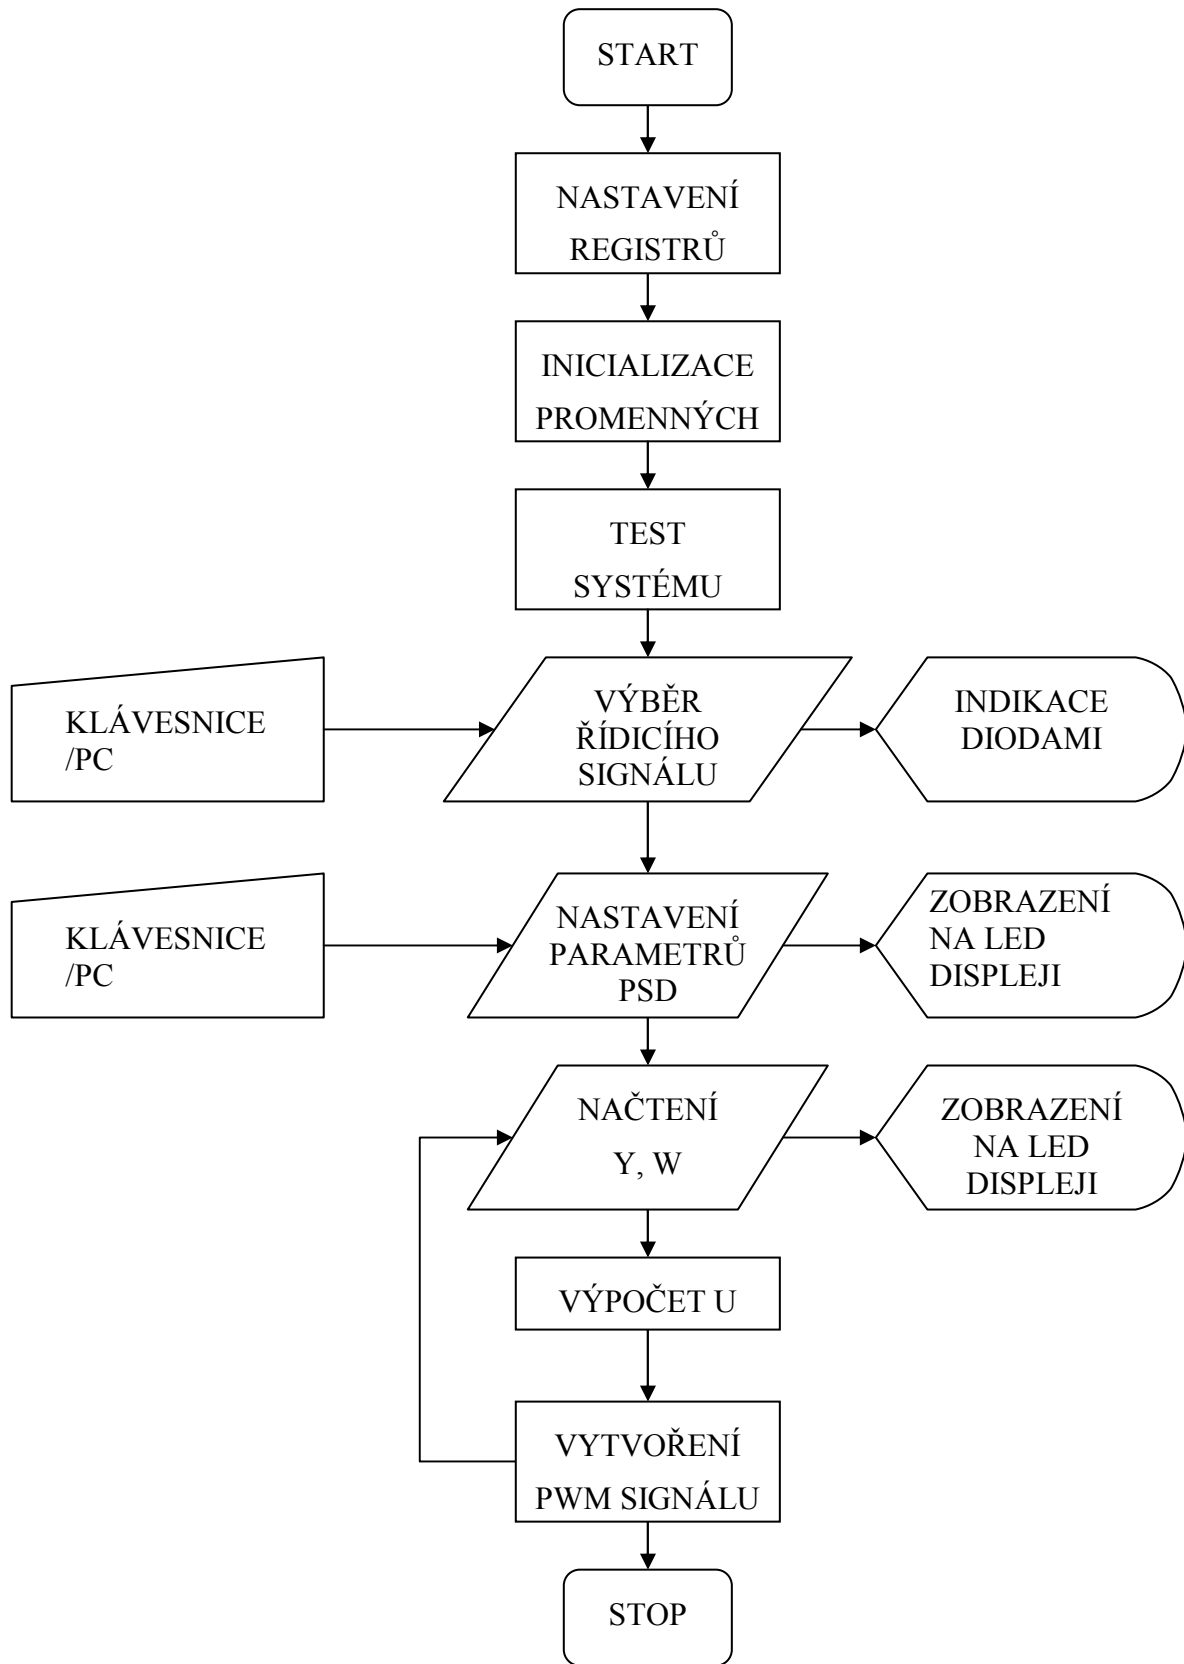 START
NASTAVENÍ
REGISTRŮ
INICIALIZACE
PROMENNÝCH
TEST
SYSTÉMU
KLÁVESNICE
/PC
VÝBĚR
ŘÍDICÍHO
SIGNÁLU
INDIKACE
DIODAMI
KLÁVESNICE
/PC
NASTAVENÍ
PARAMETRŮ
PSD
ZOBRAZENÍ
NA LED
DISPLEJI
NAČTENÍ
Y, W
ZOBRAZENÍ
NA LED
DISPLEJI
VÝPOČET U
VYTVOŘENÍ
PWM SIGNÁLU
STOP